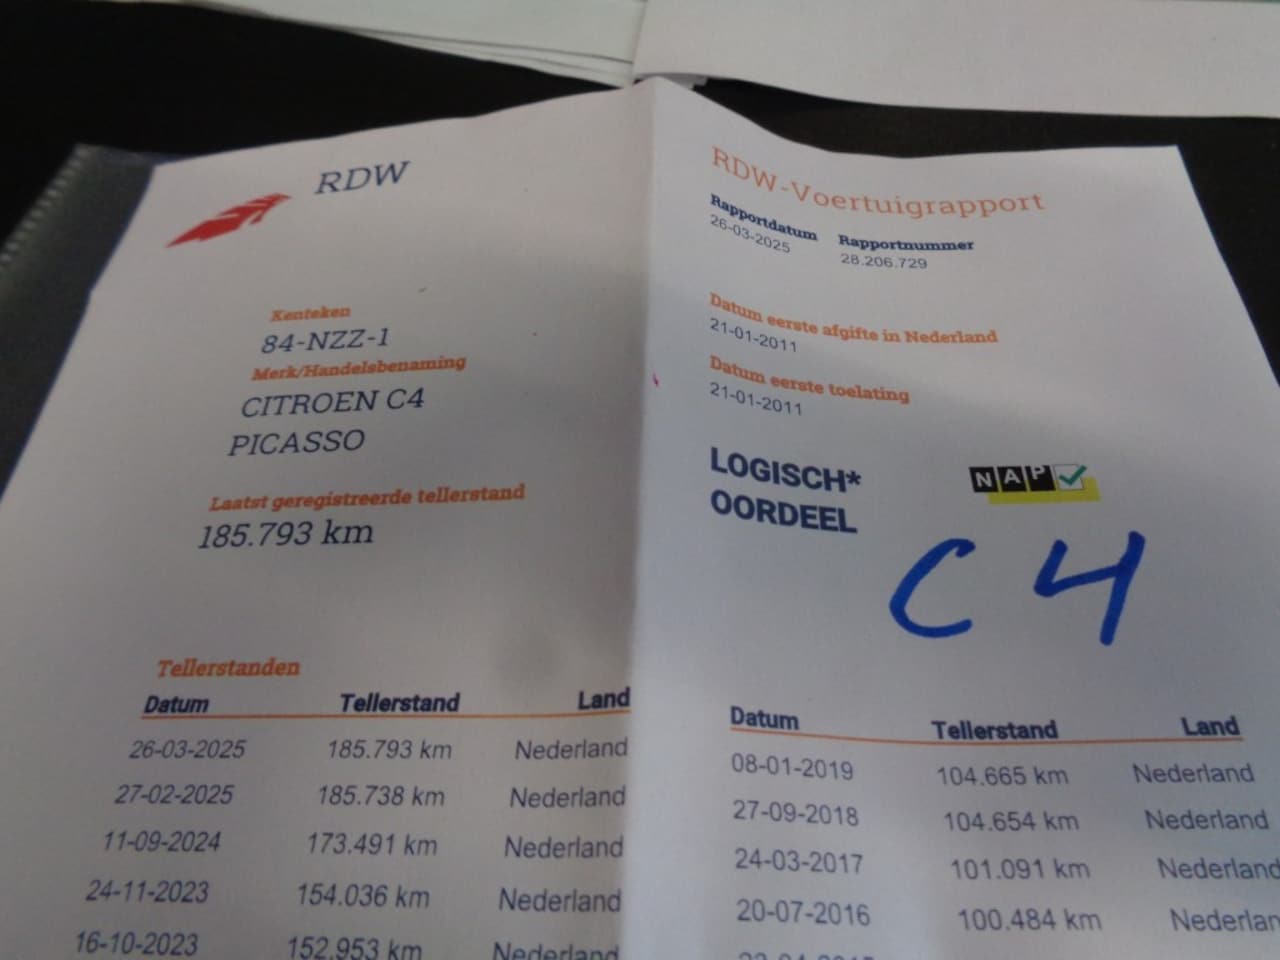 RDW
Kenteken
84-NZZ-1
Merk/Handelsbenaming
CITROEN C4
PICASSO
Laatst geregistreerde tellerstand
185.793 km
Tellerstanden
Datum Tellerstand Land
26-03-2025 185.793 km Nederland
27-02-2025 185.738 km Nederland
11-09-2024 173.491 km Nederland
24-11-2023 154.036 km Nederland
16-10-2023 152.953 km Nederland
RDW-Voertuigrapport
Rapportdatum Rapportnummer
26-03-2025 28.206.729
Datum eerste afgifte in Nederland
21-01-2011
Datum eerste toelating
21-01-2011
LOGISCH*
OORDEEL
NAP
C4
Datum Tellerstand Land
08-01-2019 104.665 km Nederland
27-09-2018 104.654 km Nederland
24-03-2017 101.091 km Nederland
20-07-2016 100.484 km Nederlan